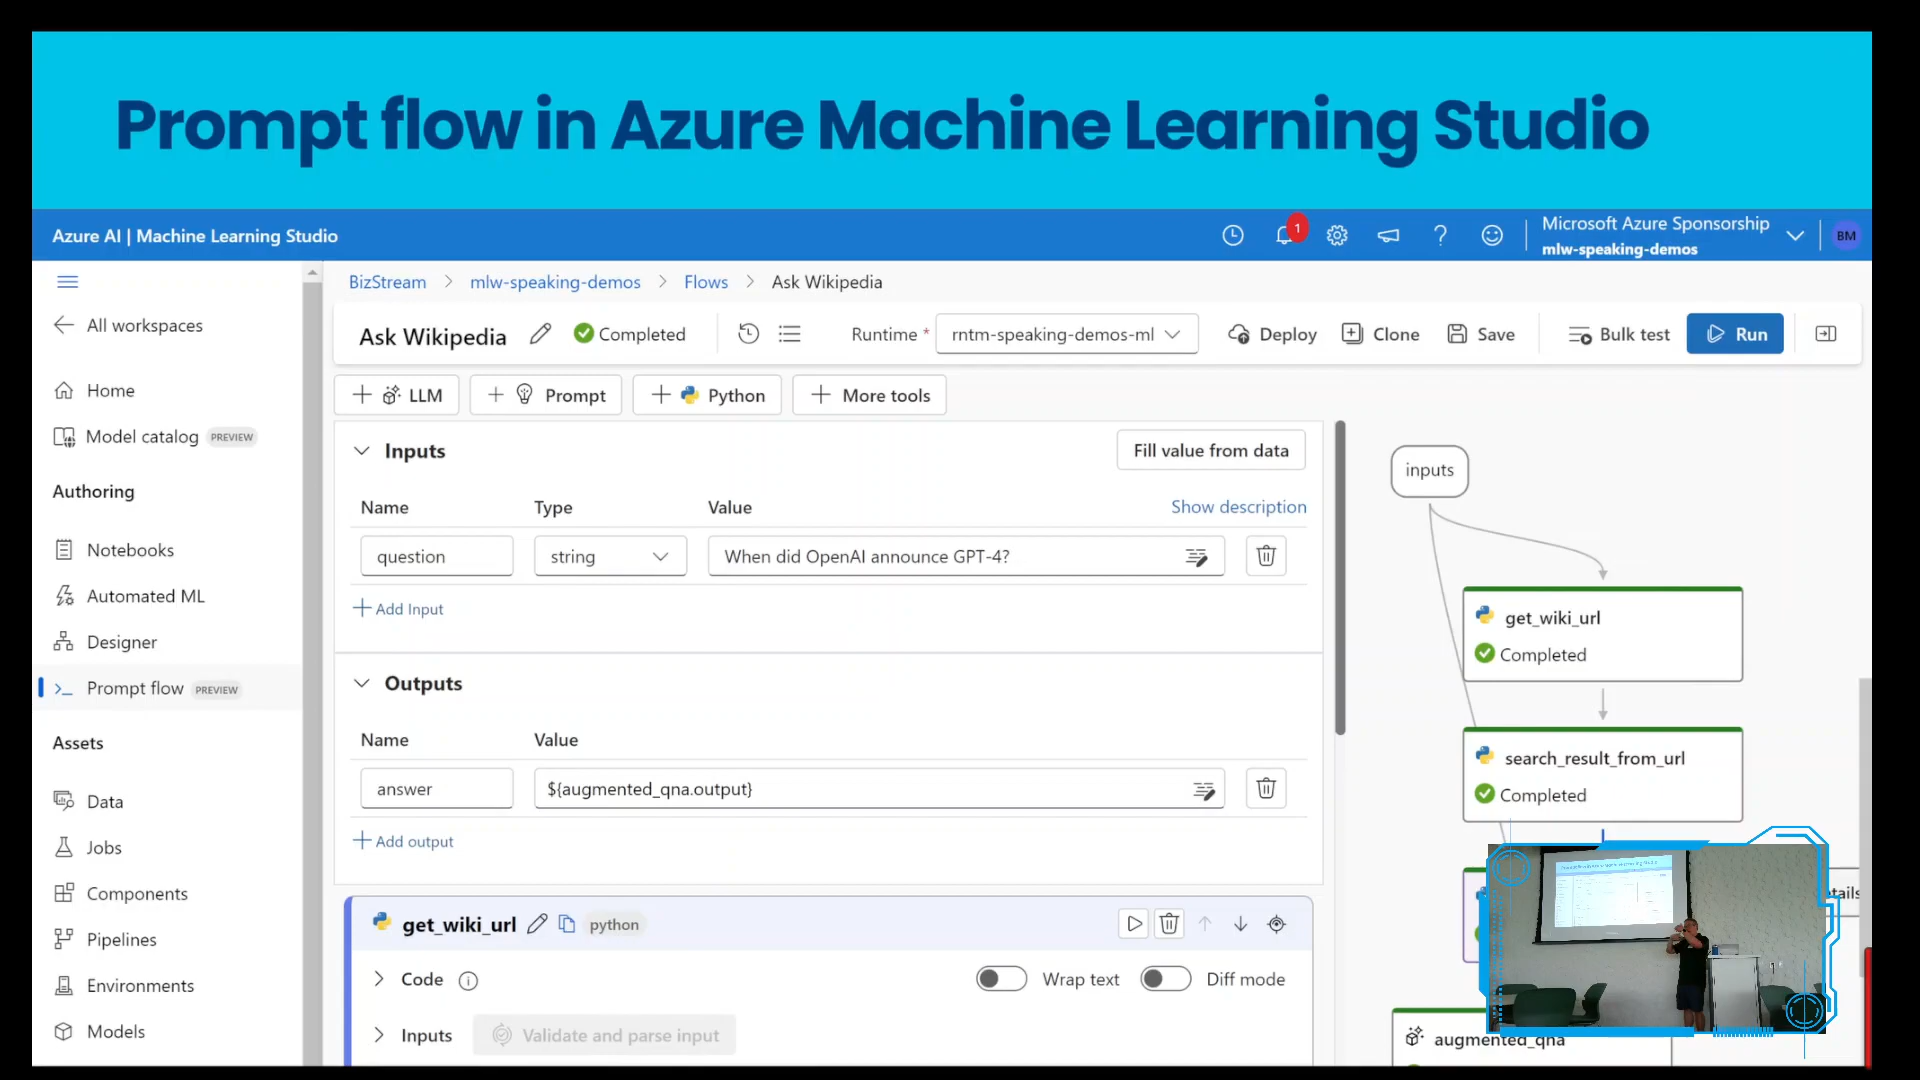 Prompt flow in Azure Machine Learning Studio
Azure AI | Machine Learning Studio
1
Microsoft Azure Sponsorship
mlw-speaking-demos
BM
BizStream > mlw-speaking-demos > Flows > Ask Wikipedia
All workspaces
Home
Model catalog PREVIEW
Authoring
Notebooks
Automated ML
Designer
Prompt flow PREVIEW
Assets
Data
Jobs
Components
Pipelines
Environments
Models
Ask Wikipedia
Completed
Runtime *
rntm-speaking-demos-ml
Deploy
Clone
Save
Bulk test
Run
+ LLM
+ Prompt
+ Python
+ More tools
Inputs
Fill value from data
Name Type Value
Show description
question string When did OpenAI announce GPT-4?
+ Add Input
Outputs
Name Value
answer ${augmented_qna.output}
+ Add output
get_wiki_url
python
Code
Wrap text
Diff mode
Inputs
Validate and parse input
inputs
get_wiki_url
Completed
search_result_from_url
Completed
augmented_qna